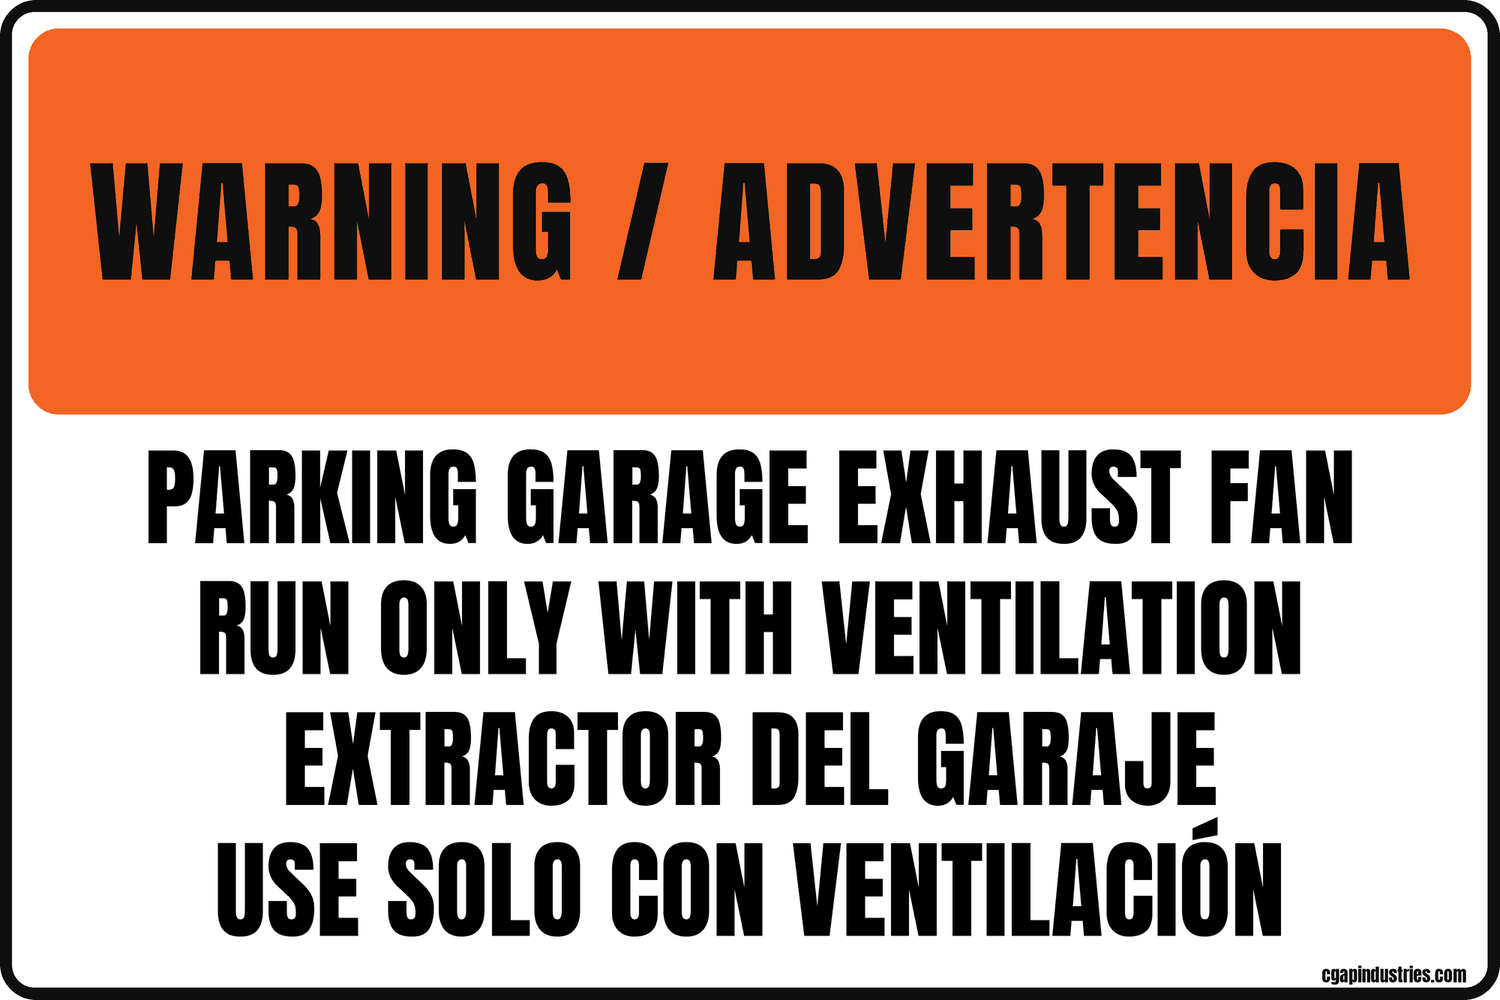 WARNING / ADVERTENCIA
PARKING GARAGE EXHAUST FAN
RUN ONLY WITH VENTILATION
EXTRACTOR DEL GARAJE
USE SOLO CON VENTILACIÓN
cgapindustries.com